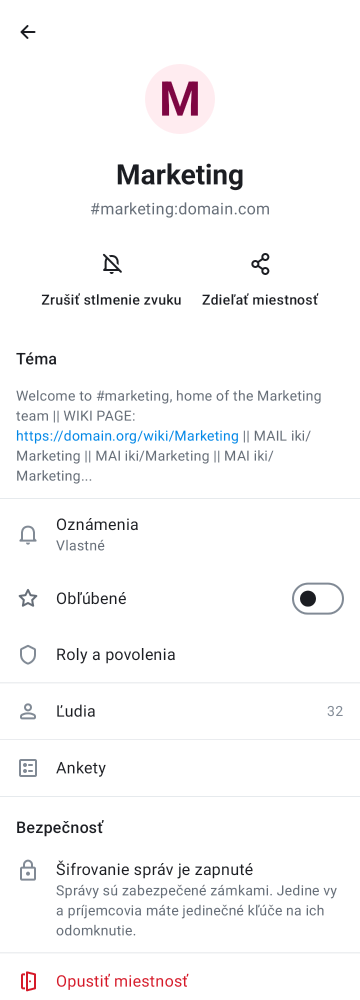 M
Marketing
#marketing:domain.com
Zrušiť stlmenie zvuku
Zdieľať miestnosť
Téma
Welcome to #marketing, home of the Marketing
team || WIKI PAGE:
https://domain.org/wiki/Marketing || MAIL iki/
Marketing || MAI iki/Marketing || MAI iki/
Marketing...
Oznámenia
Vlastné
Obľúbené
Roly a povolenia
Ľudia 32
Ankety
Bezpečnosť
Šifrovanie správ je zapnuté
Správy sú zabezpečené zámkami. Jedine vy
a príjemcovia máte jedinečné kľúče na ich
odomknutie.
Opustiť miestnosť